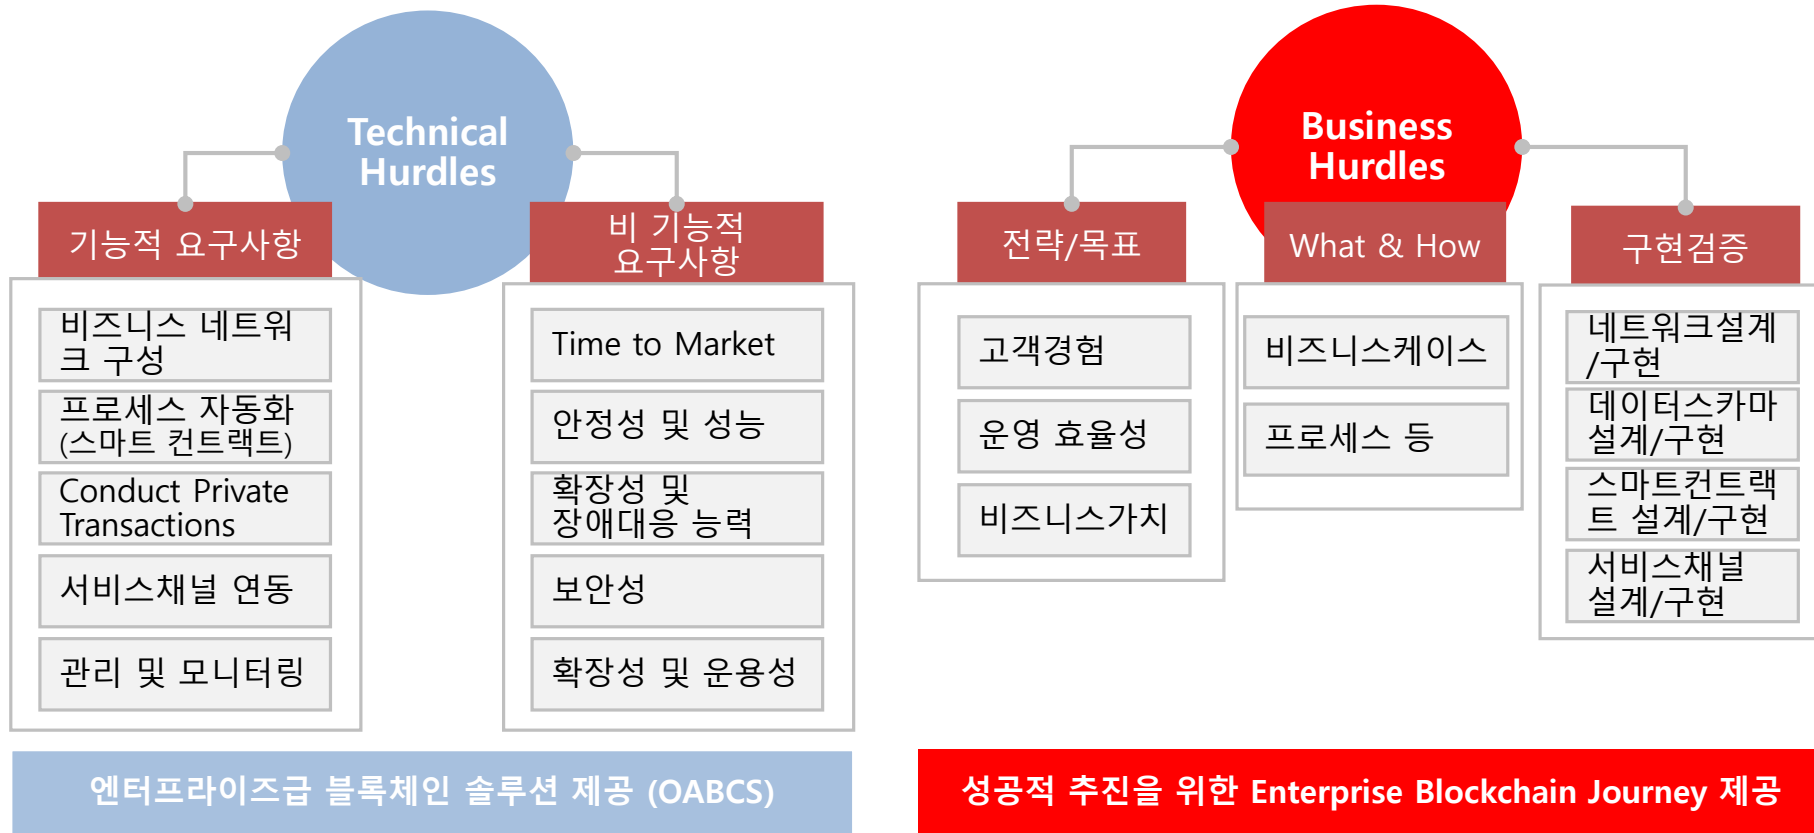 Technical
Hurdles
기능적 요구사항
비즈니스 네트워
크 구성
프로세스 자동화
(스마트 컨트랙트)
Conduct Private
Transactions
서비스채널 연동
관리 및 모니터링
비 기능적
요구사항
Time to Market
안정성 및 성능
확장성 및
장애대응 능력
보안성
확장성 및 운용성
엔터프라이즈급 블록체인 솔루션 제공 (OABCS)
Business
Hurdles
전략/목표
고객경험
운영 효율성
비즈니스가치
What & How
비즈니스케이스
프로세스 등
구현검증
네트워크설계
/구현
데이터스카마
설계/구현
스마트컨트랙
트 설계/구현
서비스채널
설계/구현
성공적 추진을 위한 Enterprise Blockchain Journey 제공